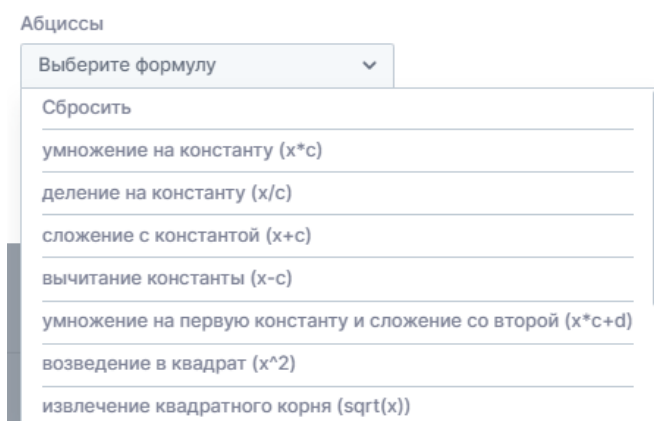 Абциссы
Выберите формулу
Сбросить
умножение на константу (x*c)
деление на константу (x/c)
сложение с константой (x+c)
вычитание константы (x-c)
умножение на первую константу и сложение со второй (x*c+d)
возведение в квадрат (x^2)
извлечение квадратного корня (sqrt(x))